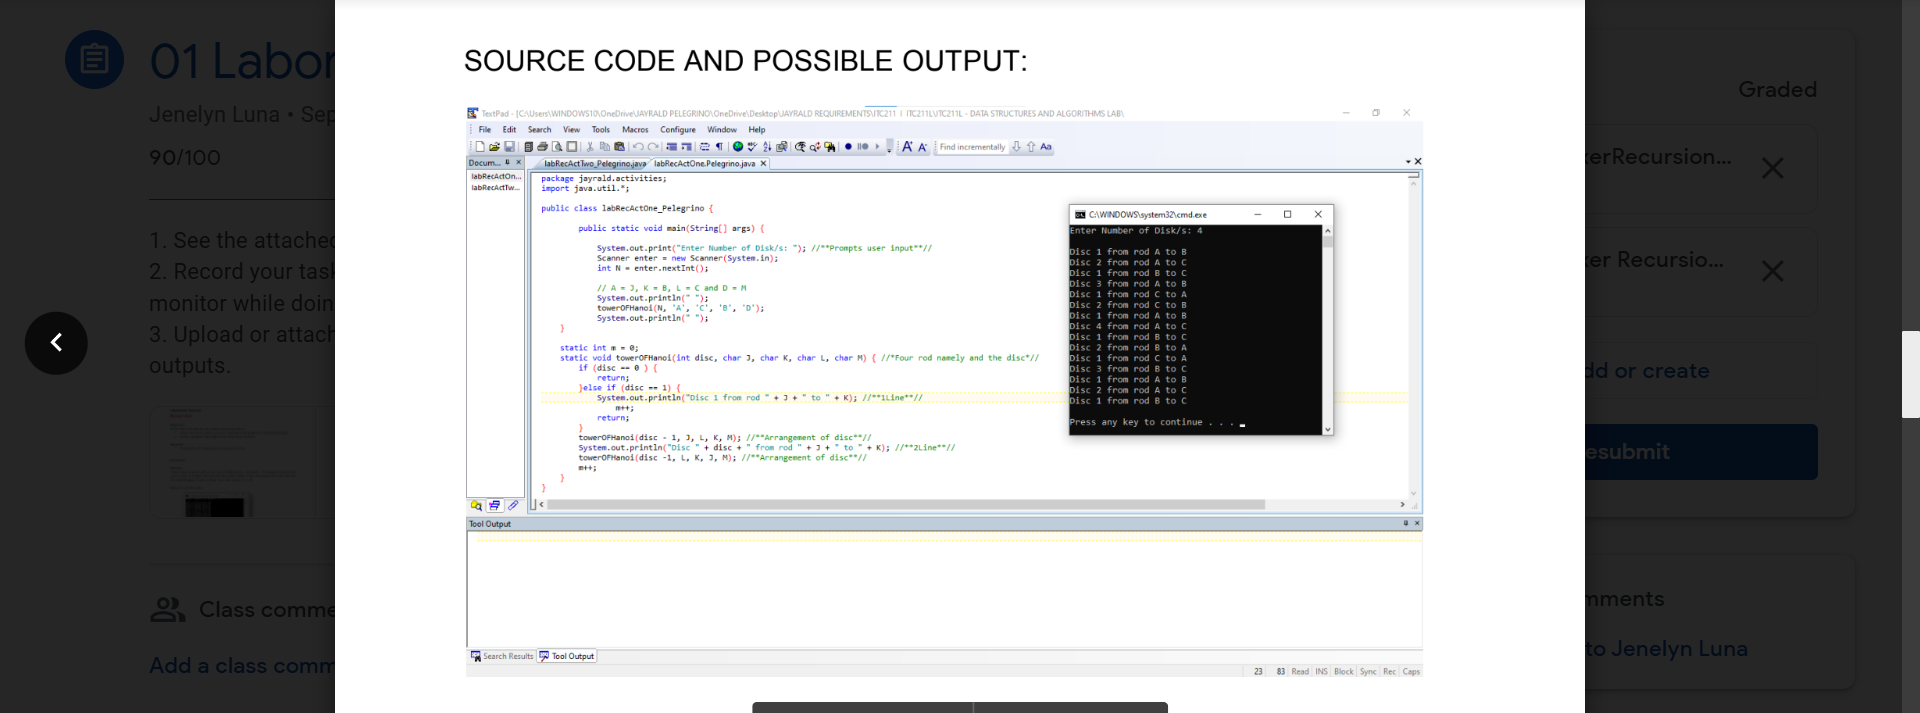 01 Labor
Jenelyn Luna • Sep
90/100
1. See the attached
2. Record your task
monitor while doin
3. Upload or attach
outputs.
Class comme
Add a class comm
SOURCE CODE AND POSSIBLE OUTPUT:
TextPad - [C:\Users\WINDOWS10\OneDrive\JAYRALD PELEGRINO\OneDrive\Desktop\JAYRALD REQUIREMENTS\ITC211 I ITC211L\ITC211L - DATA STRUCTURES AND ALGORITHMS LAB\
File Edit Search View Tools Macros Configure Window Help
Find incrementally
Docum...
labRecActTwo_Pelegrino.java labRecActOne.Pelegrino.java
labRecActOn...
labRecActTw...
package jayrald.activities;
import java.util.*;
public class labRecActOne_Pelegrino {
public static void main(String[] args) {
System.out.print("Enter Number of Disk/s: "); //**Prompts user input**//
Scanner enter = new Scanner(System.in);
int N = enter.nextInt();
// A = J, K = B, L = C and D = M
System.out.println(" ");
towerOFHanoi(N, 'A', 'C', 'B', 'D');
System.out.println(" ");
}
static int m = 0;
static void towerOFHanoi(int disc, char J, char K, char L, char M) { //*Four rod namely and the disc*//
if (disc == 0 ) {
return;
}else if (disc == 1) {
System.out.println("Disc 1 from rod " + J + " to " + K); //**1Line**//
m++;
return;
}
towerOFHanoi(disc - 1, J, L, K, M); //**Arrangement of disc**//
System.out.println("Disc " + disc + " from rod " + J + " to " + K); //**2Line**//
towerOFHanoi(disc -1, L, K, J, M); //**Arrangement of disc**//
m++;
}
}
C:\WINDOWS\system32\cmd.exe
Enter Number of Disk/s: 4
Disc 1 from rod A to B
Disc 2 from rod A to C
Disc 1 from rod B to C
Disc 3 from rod A to B
Disc 1 from rod C to A
Disc 2 from rod C to B
Disc 1 from rod A to B
Disc 4 from rod A to C
Disc 1 from rod B to C
Disc 2 from rod B to A
Disc 1 from rod C to A
Disc 3 from rod B to C
Disc 1 from rod A to B
Disc 2 from rod A to C
Disc 1 from rod B to C
Press any key to continue . . .
Tool Output
Search Results Tool Output
23 83 Read INS Block Sync Rec Caps
Graded
erRecursion...
er Recursio...
dd or create
esubmit
mments
to Jenelyn Luna